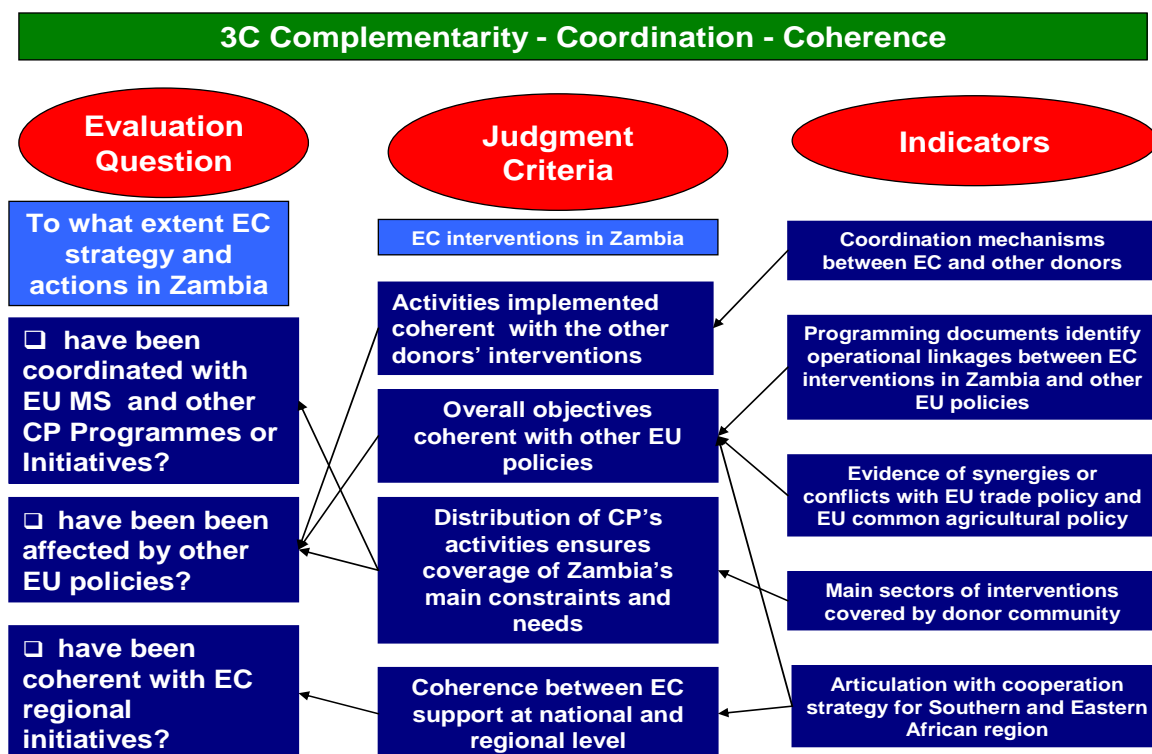 3C Complementarity - Coordination - Coherence
Evaluation
Question
To what extent EC
strategy and
actions in Zambia
❑ have been
coordinated with
EU MS and other
CP Programmes or
Initiatives?
❑ have been been
affected by other
EU policies?
❑ have been
coherent with EC
regional
initiatives?
Judgment
Criteria
EC interventions in Zambia
Activities implemented
coherent with the other
donors’ interventions
Overall objectives
coherent with other EU
policies
Distribution of CP’s
activities ensures
coverage of Zambia’s
main constraints and
needs
Coherence between EC
support at national and
regional level
Indicators
Coordination mechanisms
between EC and other donors
Programming documents identify
operational linkages between EC
interventions in Zambia and other
EU policies
Evidence of synergies or
conflicts with EU trade policy and
EU common agricultural policy
Main sectors of interventions
covered by donor community
Articulation with cooperation
strategy for Southern and Eastern
African region